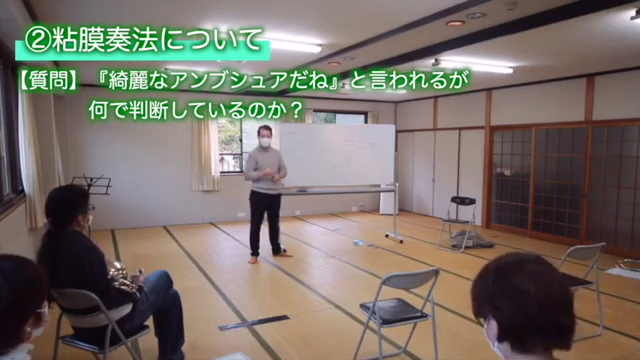 ②粘膜奏法について
【質問】『綺麗なアンブシュアだね』と言われるが
何で判断しているのか？